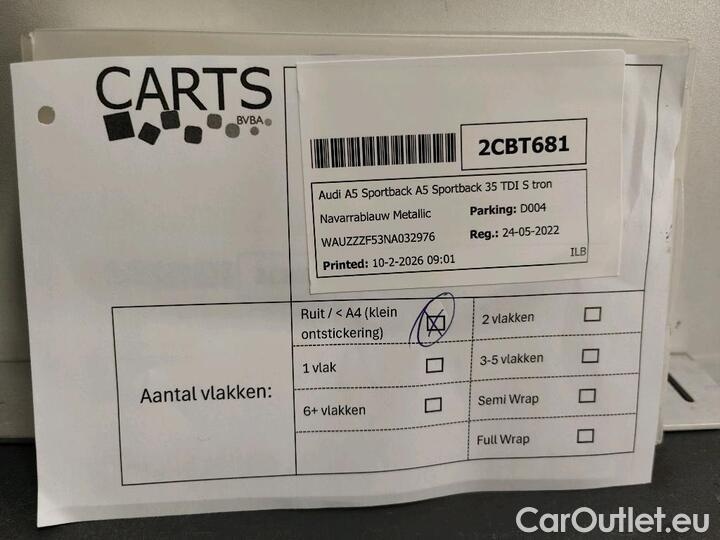 CARTS
BVBA
2CBT681
Audi A5 Sportback A5 Sportback 35 TDI S tron
Navarrablauw Metallic
Parking: D004
WAUZZZF53NA032976
Reg.: 24-05-2022
Printed: 10-2-2026 09:01
ILB
Aantal vlakken:
Ruit / < A4 (klein
ontstickering)
2 vlakken
1 vlak
3-5 vlakken
6+ vlakken
Semi Wrap
Full Wrap
CarOutlet.eu